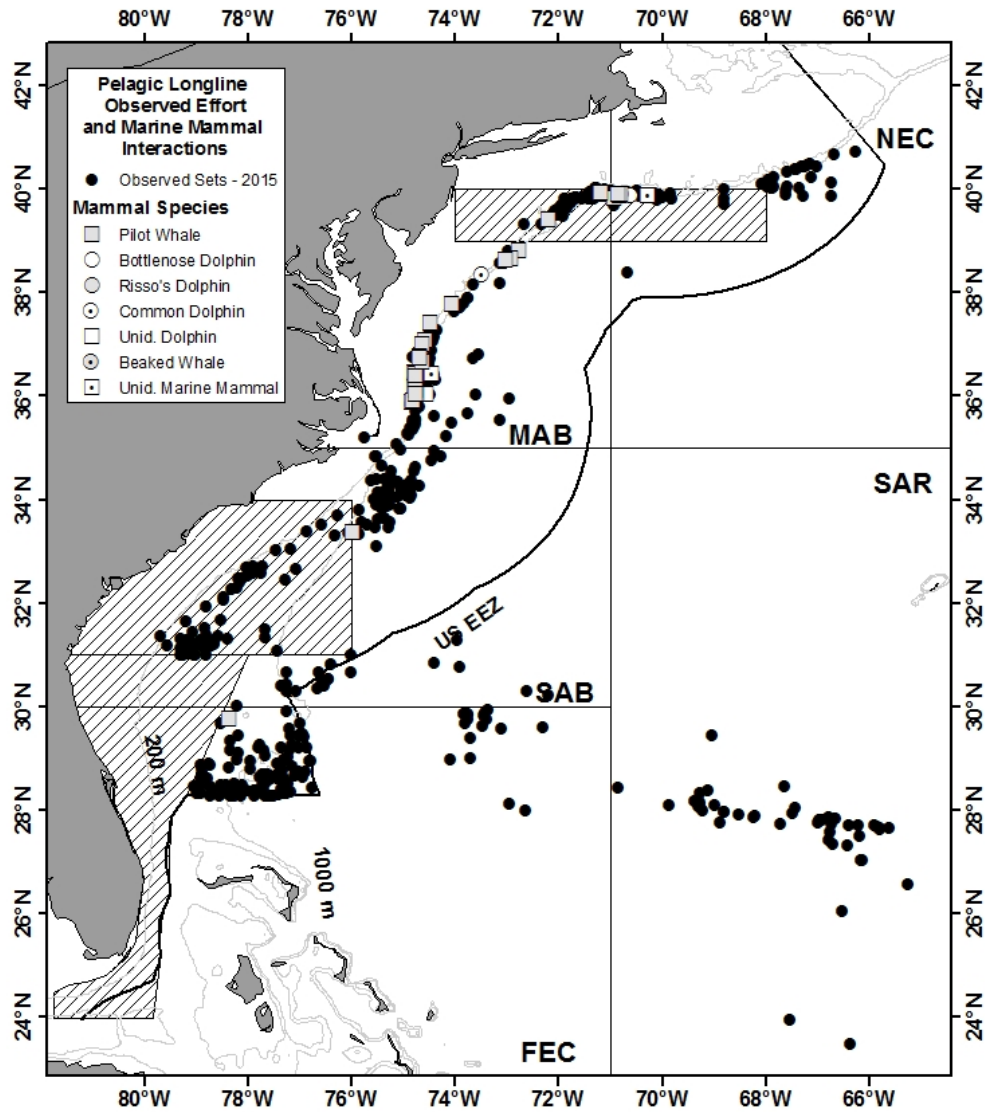 80°W 78°W 76°W 74°W 72°W 70°W 68°W 66°W
Pelagic Longline
Observed Effort
and Marine Mammal
Interactions
Observed Sets - 2015
Mammal Species
Pilot Whale
Bottlenose Dolphin
Risso's Dolphin
Common Dolphin
Unid. Dolphin
Beaked Whale
Unid. Marine Mammal
42°N 42°N
NEC
40°N 40°N
38°N 38°N
36°N 36°N
MAB
SAR
34°N 34°N
32°N 32°N
US EEZ
SAB
30°N 30°N
200 m
28°N 28°N
1000 m
26°N 26°N
24°N 24°N
FEC
80°W 78°W 76°W 74°W 72°W 70°W 68°W 66°W